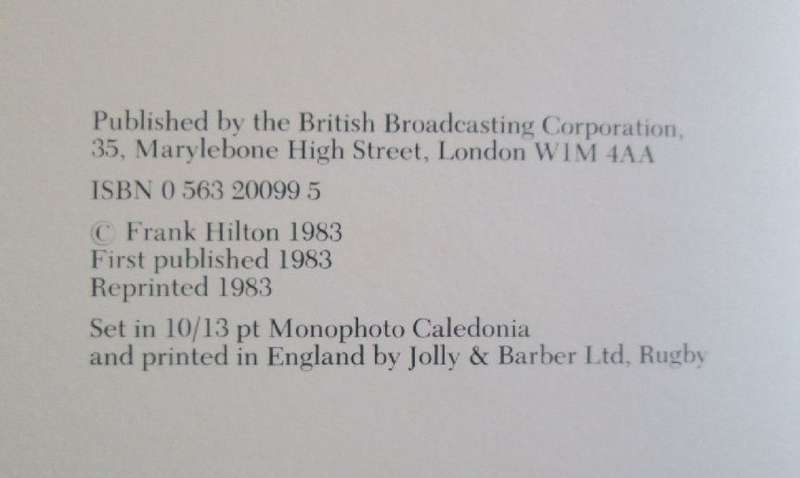 Published by the British Broadcasting Corporation,
35, Marylebone High Street, London W1M 4AA
ISBN 0 563 20099 5
© Frank Hilton 1983
First published 1983
Reprinted 1983
Set in 10/13 pt Monophoto Caledonia
and printed in England by Jolly & Barber Ltd, Rugby